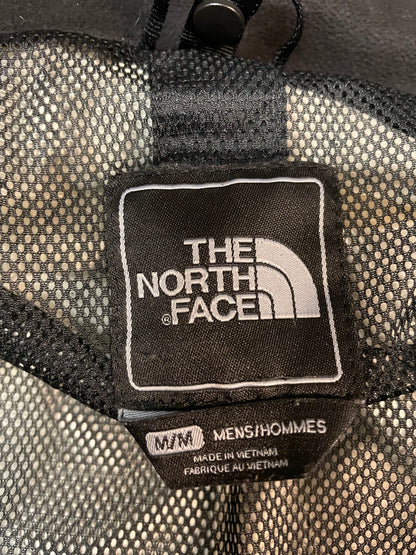 THE
NORTH
®FACE
M/M MENS/HOMMES
MADE IN VIETNAM
FABRIQUE AU VIETNAM